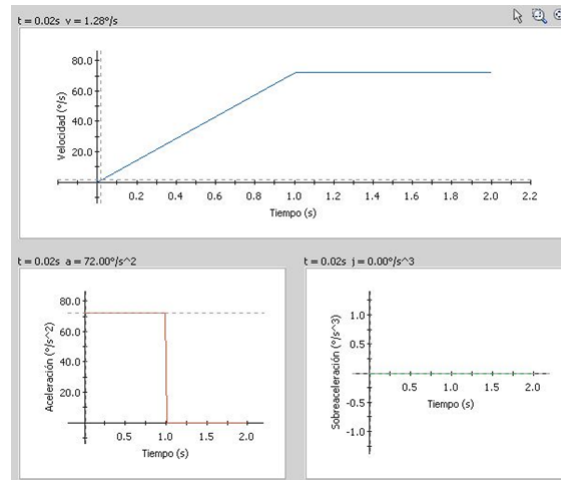 t = 0.02s v = 1.28°/s
80.0
60.0
40.0
20.0
Velocidad (°/s)
0.2 0.4 0.6 0.8 1.0 1.2 1.4 1.6 1.8 2.0 2.2
Tiempo (s)
t = 0.02s a = 72.00°/s^2
80.0
60.0
40.0
20.0
Aceleración (°/s^2)
0.5 1.0 1.5 2.0
Tiempo (s)
t = 0.02s j = 0.00°/s^3
1.0
0.5
-0.5
-1.0
Sobreaceleración (°/s^3)
0.5 1.0 1.5 2.0
Tiempo (s)